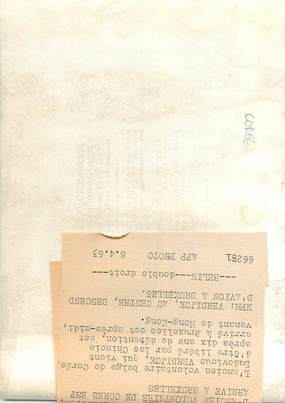 CORÉE
VOLONTAIRE DE COREE EST
ARRIVE A BRUXELLES
L'ancien volontaire belge de Corée,
Ludovicus VERDIJCK, qui vient
d'être libéré par les Chinois
après dix ans de détention, est
arrivé à Bruxelles cet après-midi,
venant de Hong-Kong.
NPM: VERDIJCK, AU CENTRE, DESCEND
D'AVION A BRUXELLES.
---BELIN---double droit---
66251 AFP PHOTO 8.4.63